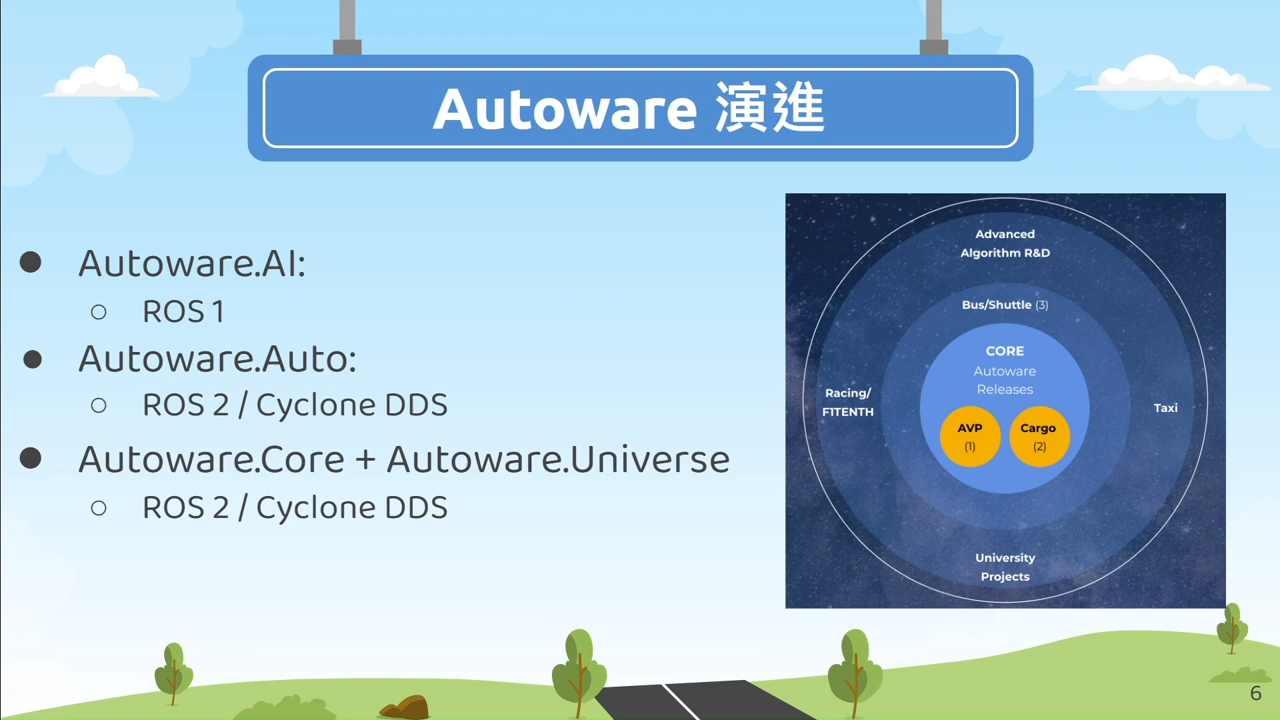 Autoware 演進
Autoware.AI:
ROS 1
Autoware.Auto:
ROS 2 / Cyclone DDS
Autoware.Core + Autoware.Universe
ROS 2 / Cyclone DDS
Advanced
Algorithm R&D
Bus/Shuttle (3)
CORE
Autoware
Releases
Racing/
F1TENTH
Taxi
AVP
(1)
Cargo
(2)
University
Projects
6